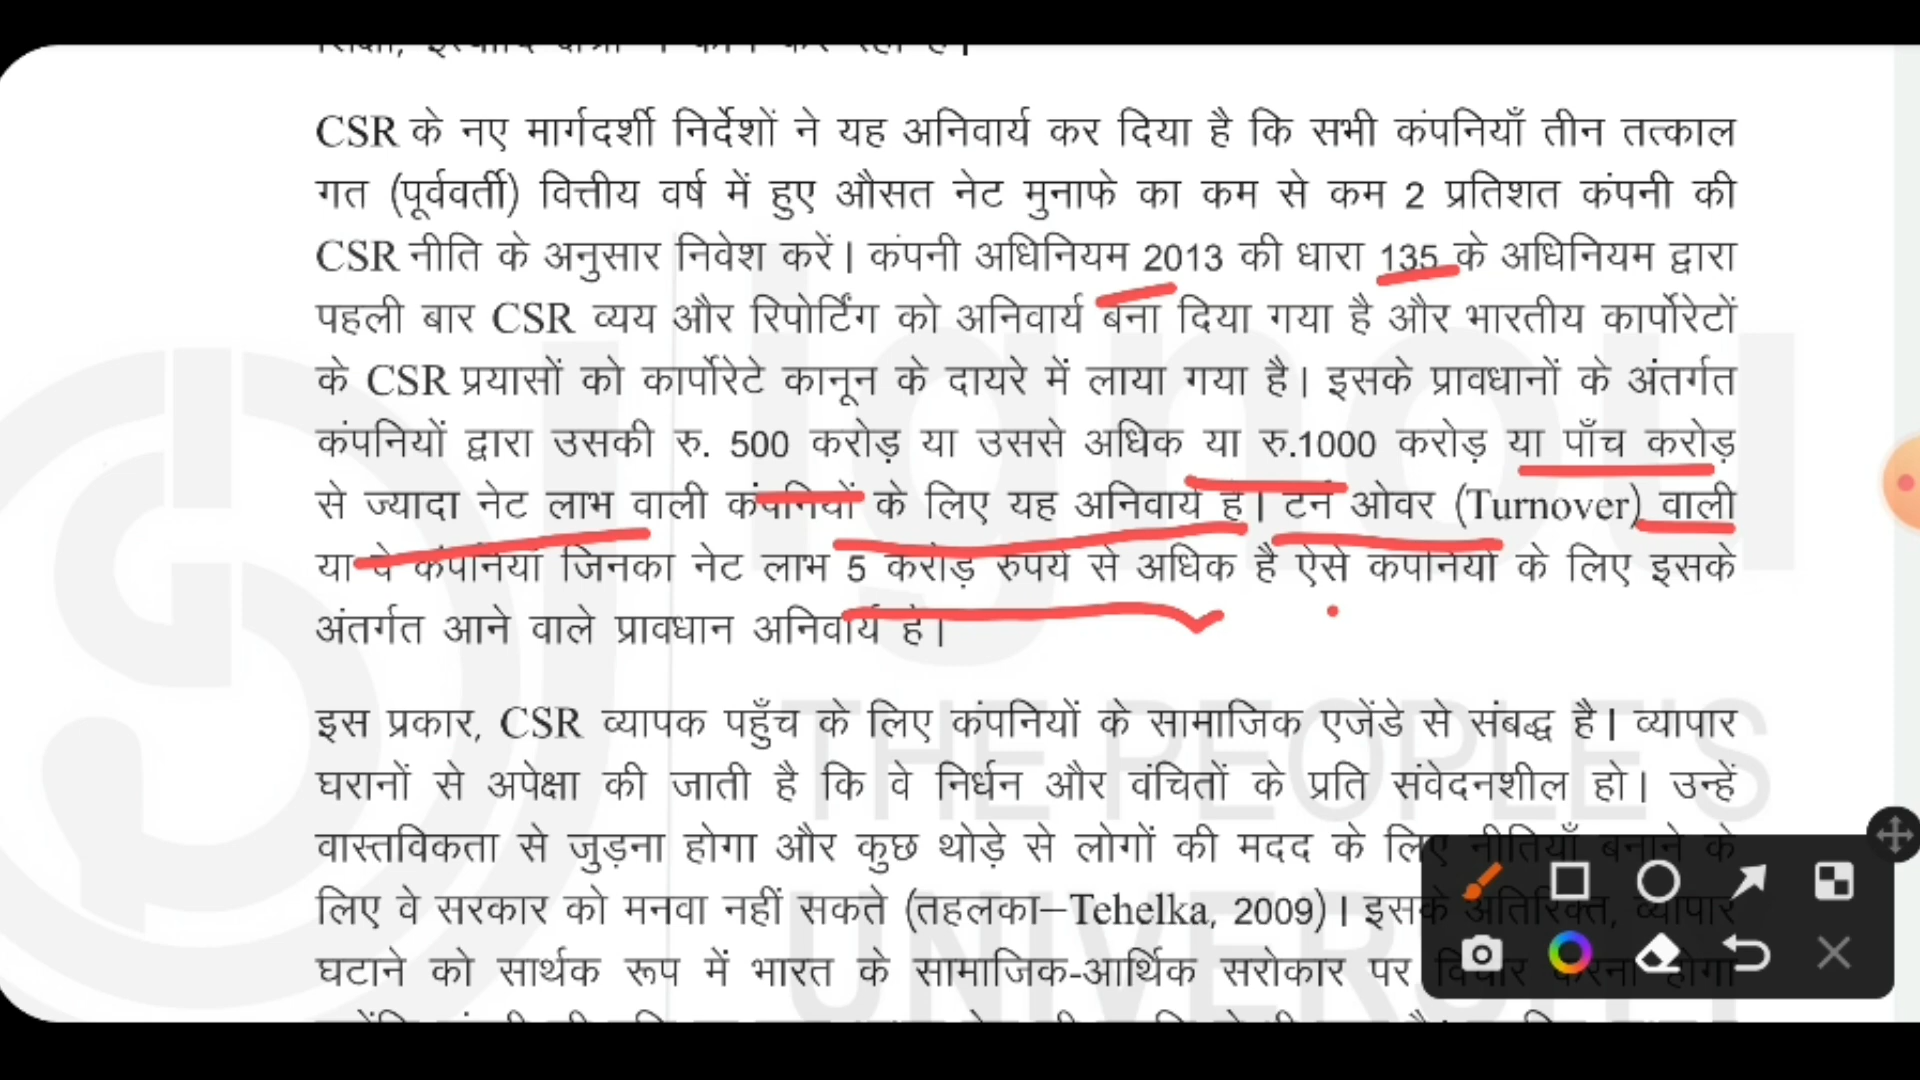 CSR के नए मार्गदर्शी निर्देशों ने यह अनिवार्य कर दिया है कि सभी कंपनियाँ तीन तत्काल
गत (पूर्ववर्ती) वित्तीय वर्ष में हुए औसत नेट मुनाफे का कम से कम 2 प्रतिशत कंपनी की
CSR नीति के अनुसार निवेश करें। कंपनी अधिनियम 2013 की धारा 135 के अधिनियम द्वारा
पहली बार CSR व्यय और रिपोर्टिंग को अनिवार्य बना दिया गया है और भारतीय कार्पोरेटों
के CSR प्रयासों को कार्पोरेटे कानून के दायरे में लाया गया है। इसके प्रावधानों के अंतर्गत
कंपनियों द्वारा उसकी रु. 500 करोड़ या उससे अधिक या रु.1000 करोड़ या पाँच करोड़
से ज्यादा नेट लाभ वाली कंपनियों के लिए यह अनिवार्य है। टर्न ओवर (Turnover) वाली
या वे कंपनियां जिनका नेट लाभ 5 करोड़ रुपये से अधिक है ऐसे कंपनियों के लिए इसके
अंतर्गत आने वाले प्रावधान अनिवार्य है।
इस प्रकार, CSR व्यापक पहुँच के लिए कंपनियों के सामाजिक एजेंडे से संबद्ध है। व्यापार
घरानों से अपेक्षा की जाती है कि वे निर्धन और वंचितों के प्रति संवेदनशील हो। उन्हें
वास्तविकता से जुड़ना होगा और कुछ थोड़े से लोगों की मदद के लिए नीतियाँ बनाने के
लिए वे सरकार को मनवा नहीं सकते (तहलका–Tehelka, 2009)। इसके अतिरिक्त, व्यापार
घटाने को सार्थक रूप में भारत के सामाजिक-आर्थिक सरोकार पर विचार करना होगा
ignou
THE PEOPLE'S
UNIVERSITY